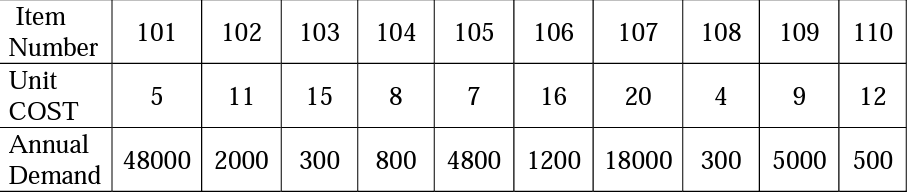 Item
Number 101 102 103 104 105 106 107 108 109 110
Unit
COST 5 11 15 8 7 16 20 4 9 12
Annual
Demand 48000 2000 300 800 4800 1200 18000 300 5000 500